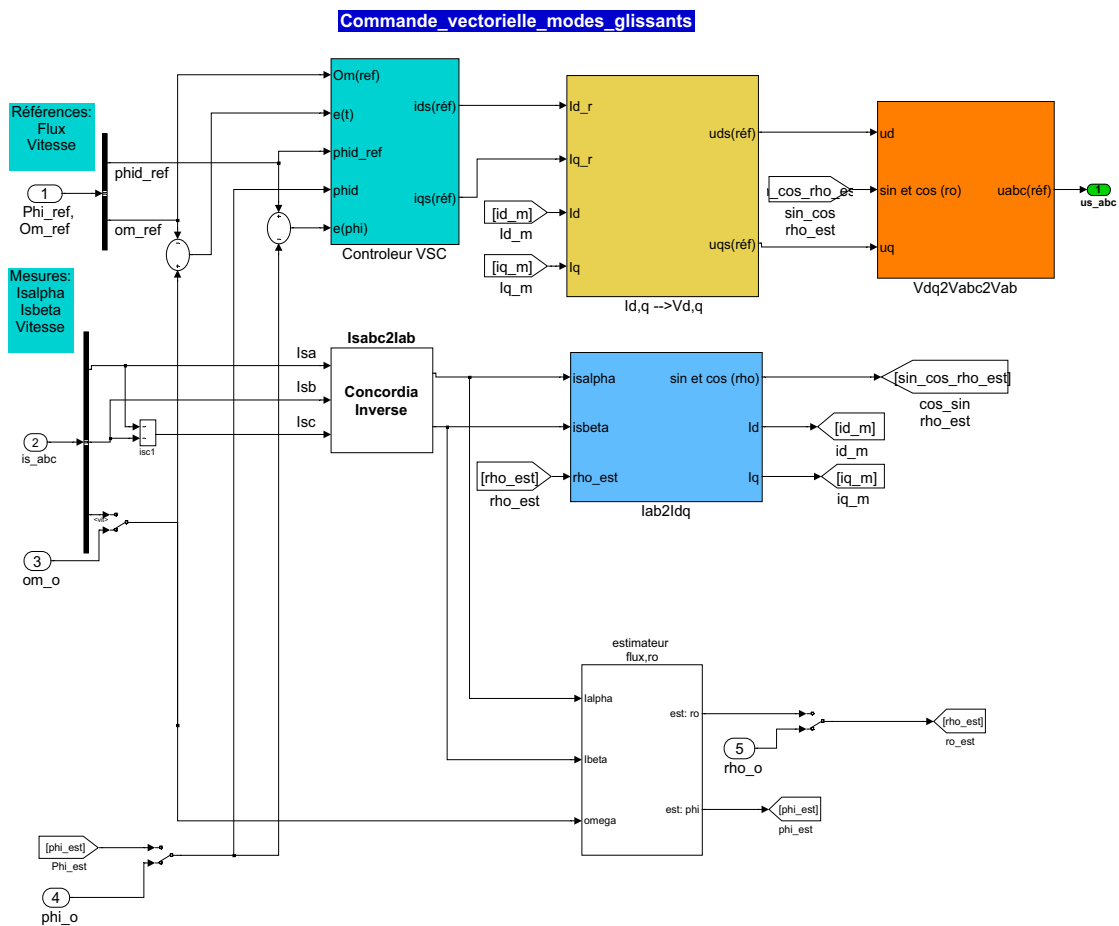 Commande_vectorielle_modes_glissants
Références:
Flux
Vitesse
1
Phi_ref,
Om_ref
phid_ref
om_ref
Om(ref)
e(t)
phid_ref
phid
e(phi)
ids(réf)
iqs(réf)
Controleur VSC
Id_r
Iq_r
[id_m]
Id_m
Id
[iq_m]
Iq_m
Iq
uds(réf)
uqs(réf)
Id,q -->Vd,q
ud
_cos_rho_es
sin_cos
rho_est
sin et cos (ro)
uq
uabc(réf)
Vdq2Vabc2Vab
1
us_abc
Mesures:
Isalpha
Isbeta
Vitesse
2
is_abc
isc1
<vit>
3
om_o
Isa
Isb
Isc
Isabc2Iab
Concordia
Inverse
isalpha
isbeta
[rho_est]
rho_est
rho_est
sin et cos (rho)
Id
Iq
Iab2Idq
[sin_cos_rho_est]
cos_sin
rho_est
[id_m]
id_m
[iq_m]
iq_m
estimateur
flux,ro
Ialpha
Ibeta
omega
est: ro
est: phi
5
rho_o
[rho_est]
ro_est
[phi_est]
phi_est
[phi_est]
Phi_est
4
phi_o